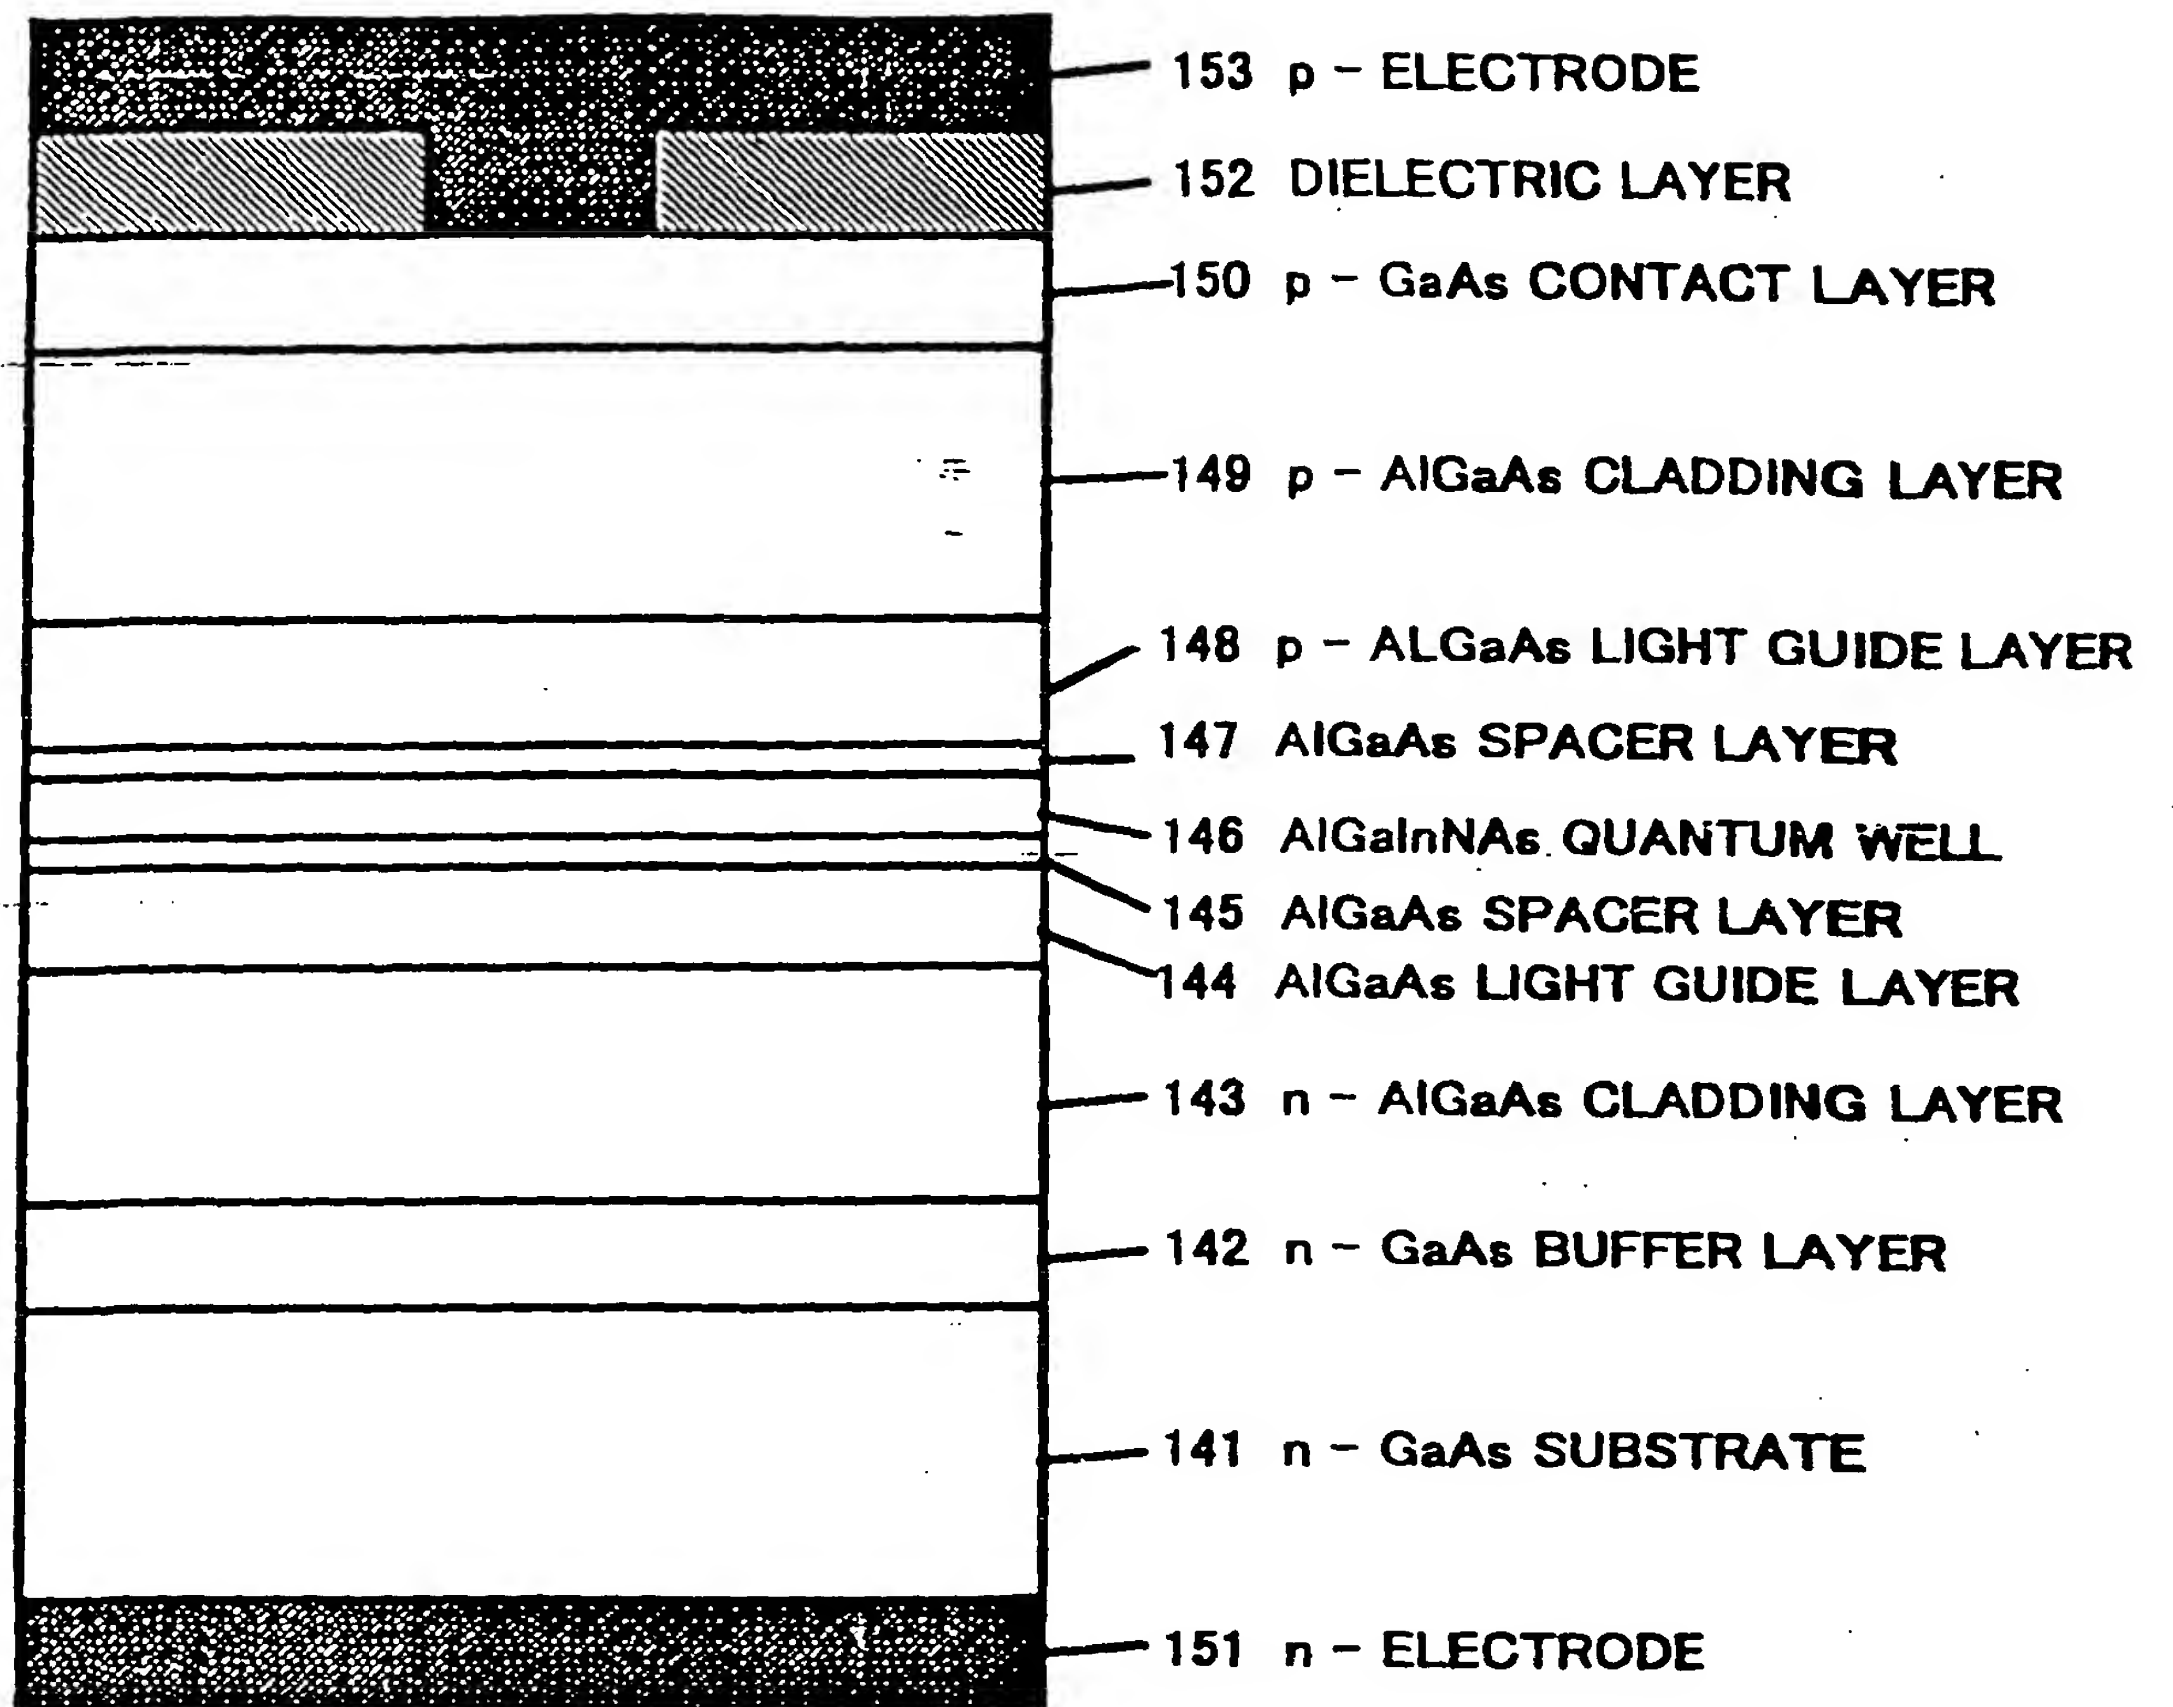 153 p - ELECTRODE
152 DIELECTRIC LAYER
150 p - GaAs CONTACT LAYER
149 p - AlGaAs CLADDING LAYER
148 p - ALGaAs LIGHT GUIDE LAYER
147 AlGaAs SPACER LAYER
146 AlGaInNAs QUANTUM WELL
145 AlGaAs SPACER LAYER
144 AlGaAs LIGHT GUIDE LAYER
143 n - AlGaAs CLADDING LAYER
142 n - GaAs BUFFER LAYER
141 n - GaAs SUBSTRATE
151 n - ELECTRODE